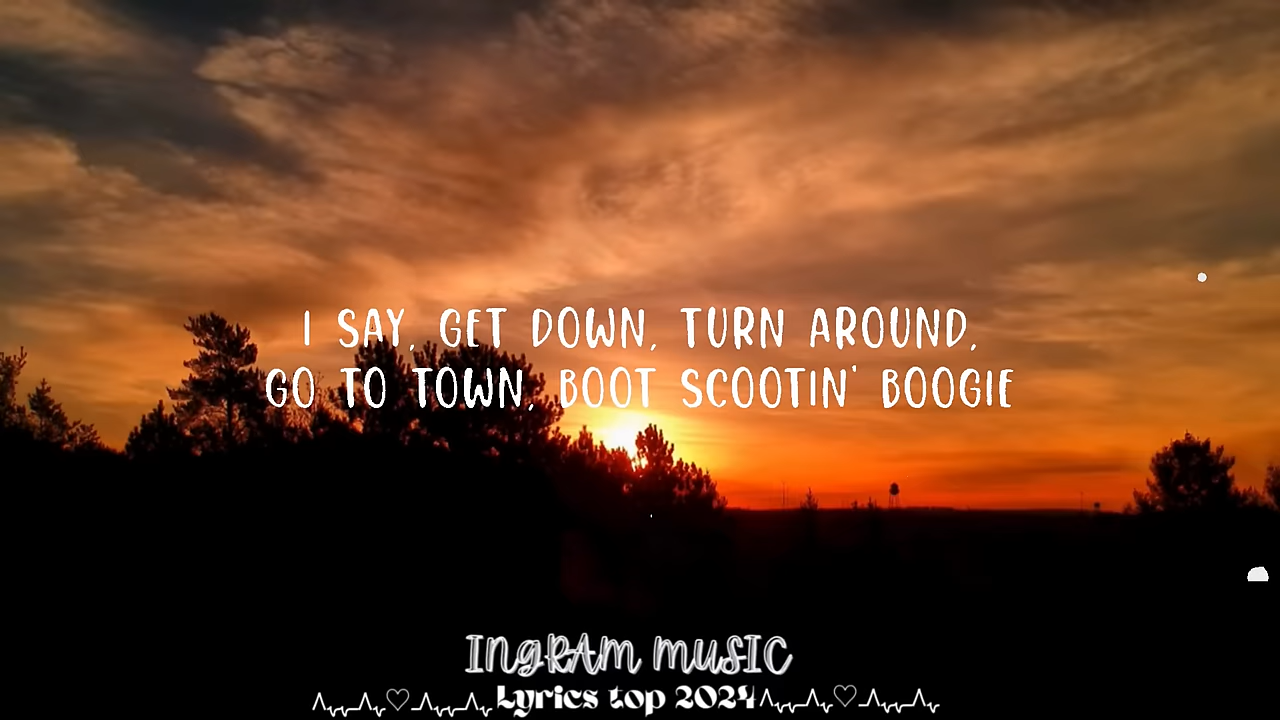 I SAY, GET DOWN, TURN AROUND,
GO TO TOWN, BOOT SCOOTIN' BOOGIE
INGRAM MUSIC
Lyrics top 2024